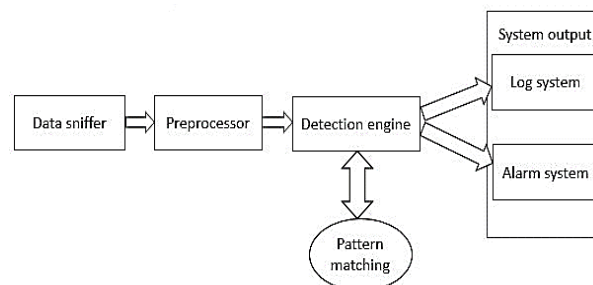 System output
Log system
Data sniffer
Preprocessor
Detection engine
Alarm system
Pattern
matching